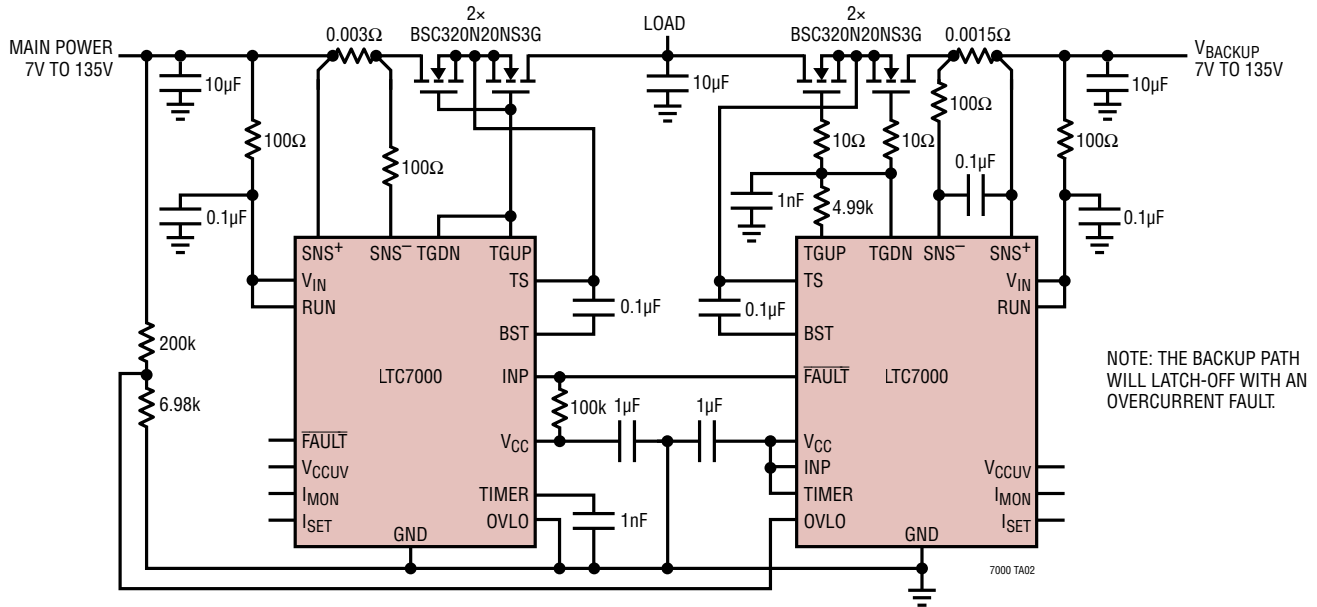 MAIN POWER
7V TO 135V
10µF
100Ω
0.1µF
0.003Ω
100Ω
2×
BSC320N20NS3G
LOAD
10µF
2×
BSC320N20NS3G
0.0015Ω
VBACKUP
7V TO 135V
10µF
100Ω
0.1µF
100Ω
0.1µF
10Ω
10Ω
1nF
4.99k
200k
6.98k
SNS+
SNS–
TGDN
TGUP
VIN
RUN
TS
BST
0.1µF
LTC7000
INP
100k
1µF
1µF
FAULT
VCCUV
IMON
ISET
VCC
TIMER
OVLO
1nF
GND
TGUP
TGDN
SNS–
SNS+
TS
BST
0.1µF
VIN
RUN
FAULT
LTC7000
VCC
INP
TIMER
OVLO
VCCUV
IMON
ISET
GND
NOTE: THE BACKUP PATH
WILL LATCH-OFF WITH AN
OVERCURRENT FAULT.
7000 TA02